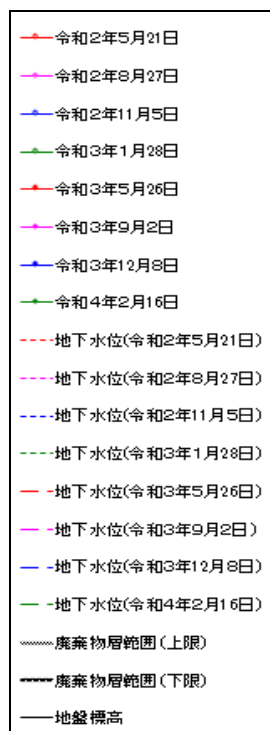 令和2年5月21日
令和2年8月27日
令和2年11月5日
令和3年1月28日
令和3年5月26日
令和3年9月2日
令和3年12月8日
令和4年2月16日
地下水位(令和2年5月21日)
地下水位(令和2年8月27日)
地下水位(令和2年11月5日)
地下水位(令和3年1月28日)
地下水位(令和3年5月26日)
地下水位(令和3年9月2日)
地下水位(令和3年12月8日)
地下水位(令和4年2月16日)
廃棄物層範囲(上限)
廃棄物層範囲(下限)
地盤標高